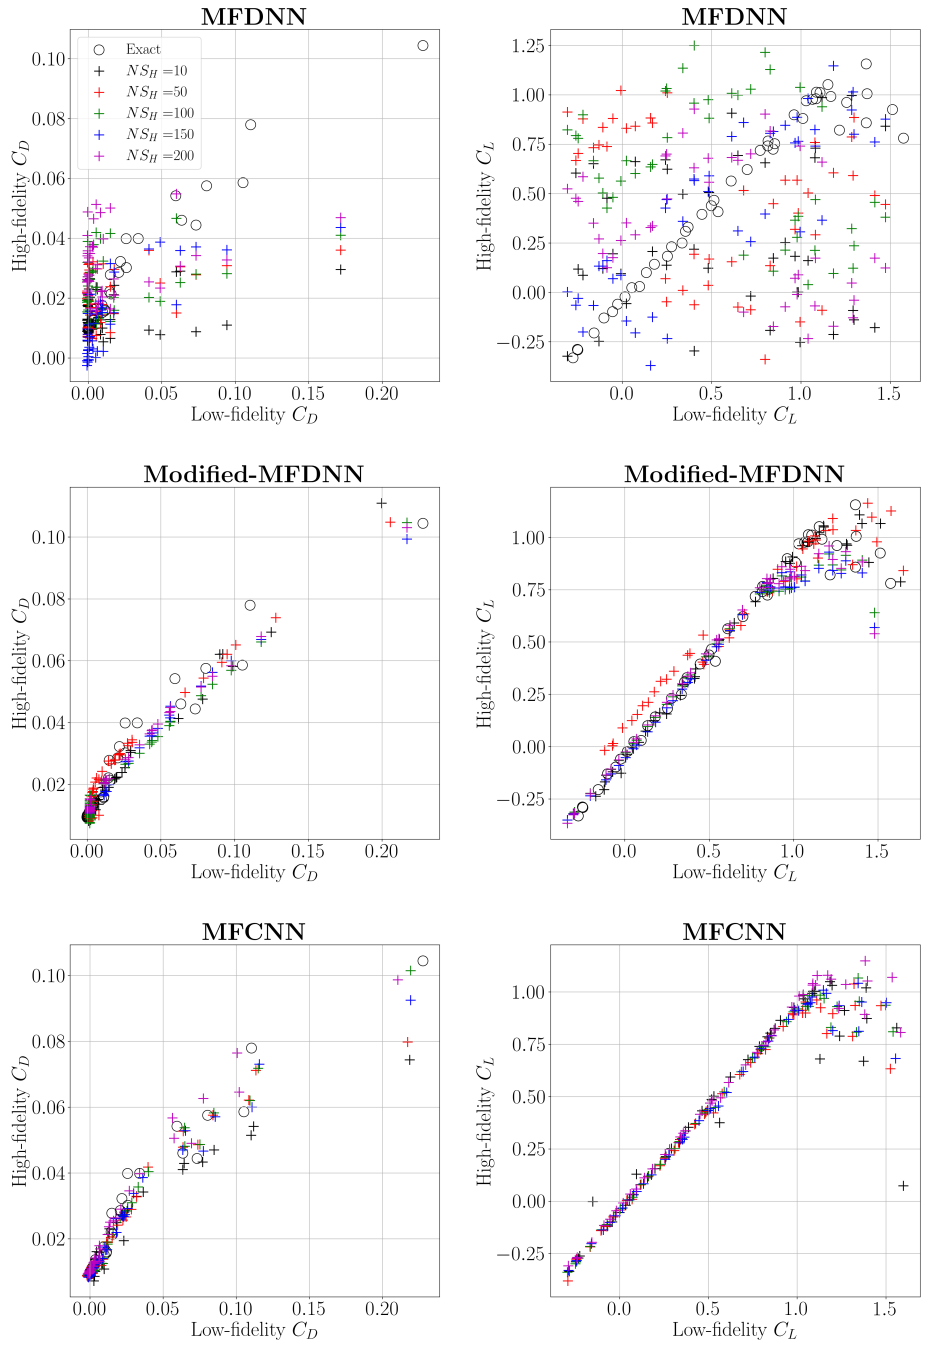 MFDNN
MFDNN
High-fidelity C_D
0.10
0.08
0.06
0.04
0.02
0.00
Exact
NS_H =10
NS_H =50
NS_H =100
NS_H =150
NS_H =200
0.00 0.05 0.10 0.15 0.20
Low-fidelity C_D
High-fidelity C_L
1.25
1.00
0.75
0.50
0.25
0.00
−0.25
0.0 0.5 1.0 1.5
Low-fidelity C_L
Modified-MFDNN
Modified-MFDNN
High-fidelity C_D
0.10
0.08
0.06
0.04
0.02
0.00 0.05 0.10 0.15 0.20
Low-fidelity C_D
High-fidelity C_L
1.00
0.75
0.50
0.25
0.00
−0.25
0.0 0.5 1.0 1.5
Low-fidelity C_L
MFCNN
MFCNN
High-fidelity C_D
0.10
0.08
0.06
0.04
0.02
0.00 0.05 0.10 0.15 0.20
Low-fidelity C_D
High-fidelity C_L
1.00
0.75
0.50
0.25
0.00
−0.25
0.0 0.5 1.0 1.5
Low-fidelity C_L